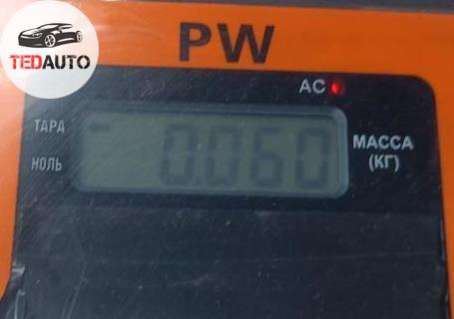 TEDAUTO
PW
AC
ТАРА
- 0.060
НОЛЬ
МАССА
(КГ)